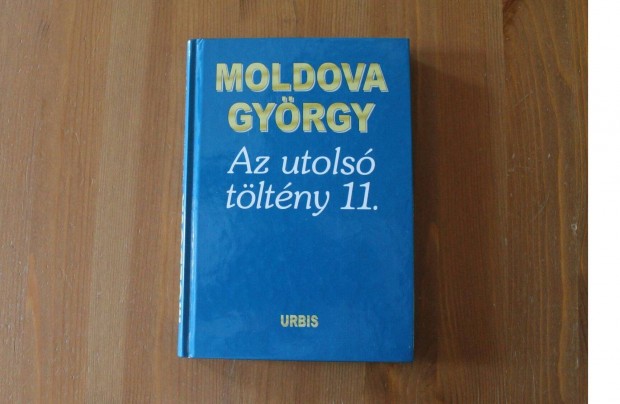 MOLDOVA
GYÖRGY
Az utolsó
töltény 11.
URBIS